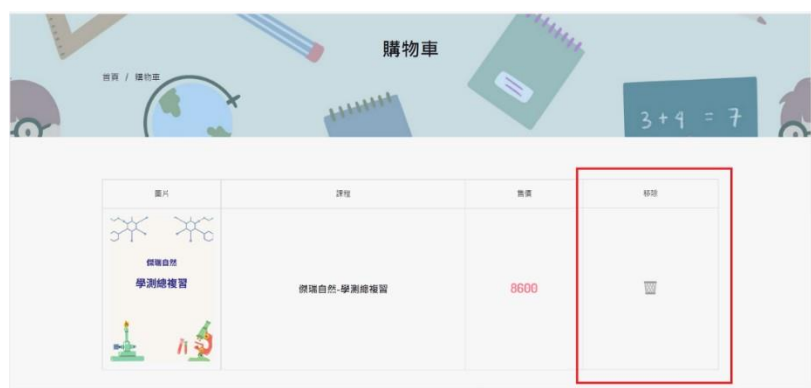 購物車
首頁 / 購物車
3+4 = 7
圖片
課程
售價
移除
傑瑞自然
學測總複習
傑瑞自然-學測總複習
8600